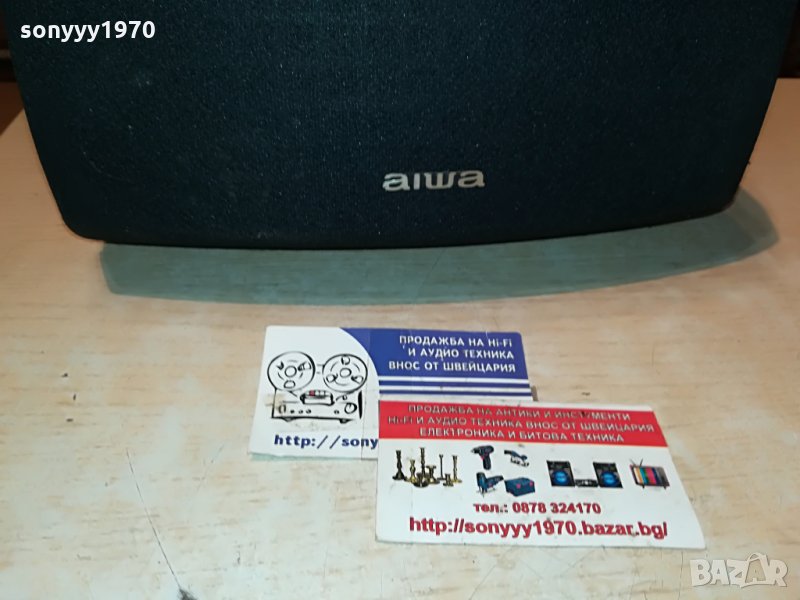 sonyyy1970
aiwa
ПРОДАЖБА НА Hi-Fi
И АУДИО ТЕХНИКА
ВНОС ОТ ШВЕЙЦАРИЯ
http://sony
ПРОДАЖБА НА АНТИКИ И ИНСТРУМЕНТИ
Hi-Fi И АУДИО ТЕХНИКА ВНОС ОТ ШВЕЙЦАРИЯ
ЕЛЕКТРОНИКА И БИТОВА ТЕХНИКА
тел.: 0878 324170
http://sonyyy1970.bazar.bg/
BAZAR